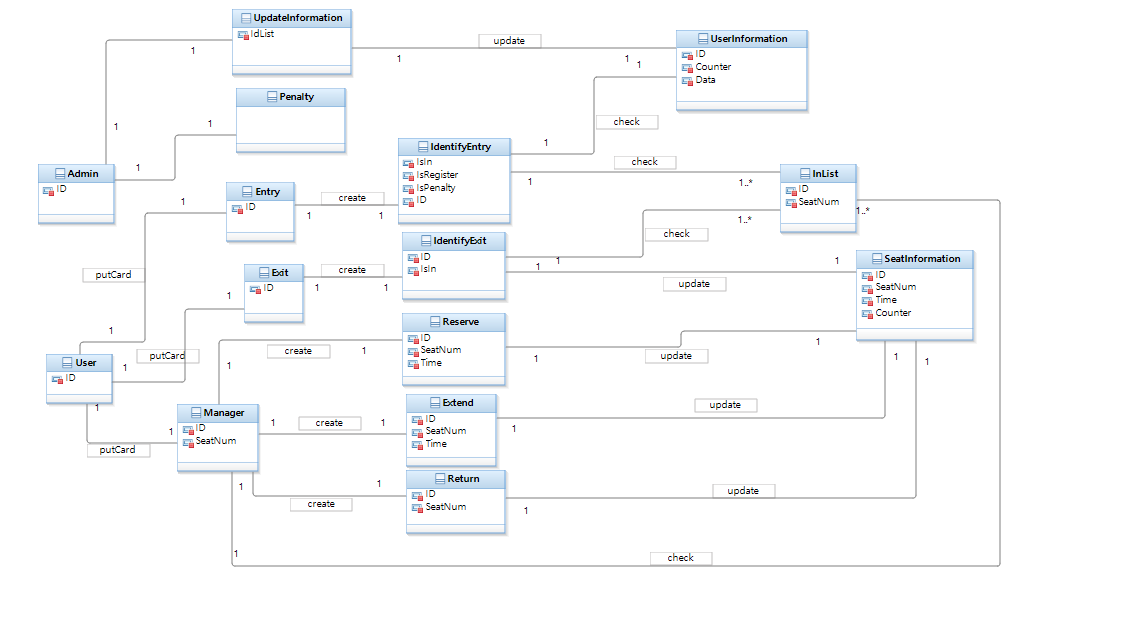 UpdateInformation
IdList
1
update
1
1
1
UserInformation
ID
Counter
Data
Penalty
1
1
check
IdentifyEntry
IsIn
IsRegister
IsPenalty
ID
1
check
1
1..*
1..*
Admin
ID
1
InList
ID
SeatNum
1..*
Entry
ID
1
create
1
1
putCard
1
IdentifyExit
ID
IsIn
check
1
1
update
1
SeatInformation
ID
SeatNum
Time
Counter
Exit
ID
1
create
1
1
putCard
1
Reserve
ID
SeatNum
Time
create
1
1
1
update
1
1
1
User
ID
1
putCard
1
Manager
ID
SeatNum
1
create
1
Extend
ID
SeatNum
Time
1
update
Return
ID
SeatNum
1
1
create
1
update
1
check